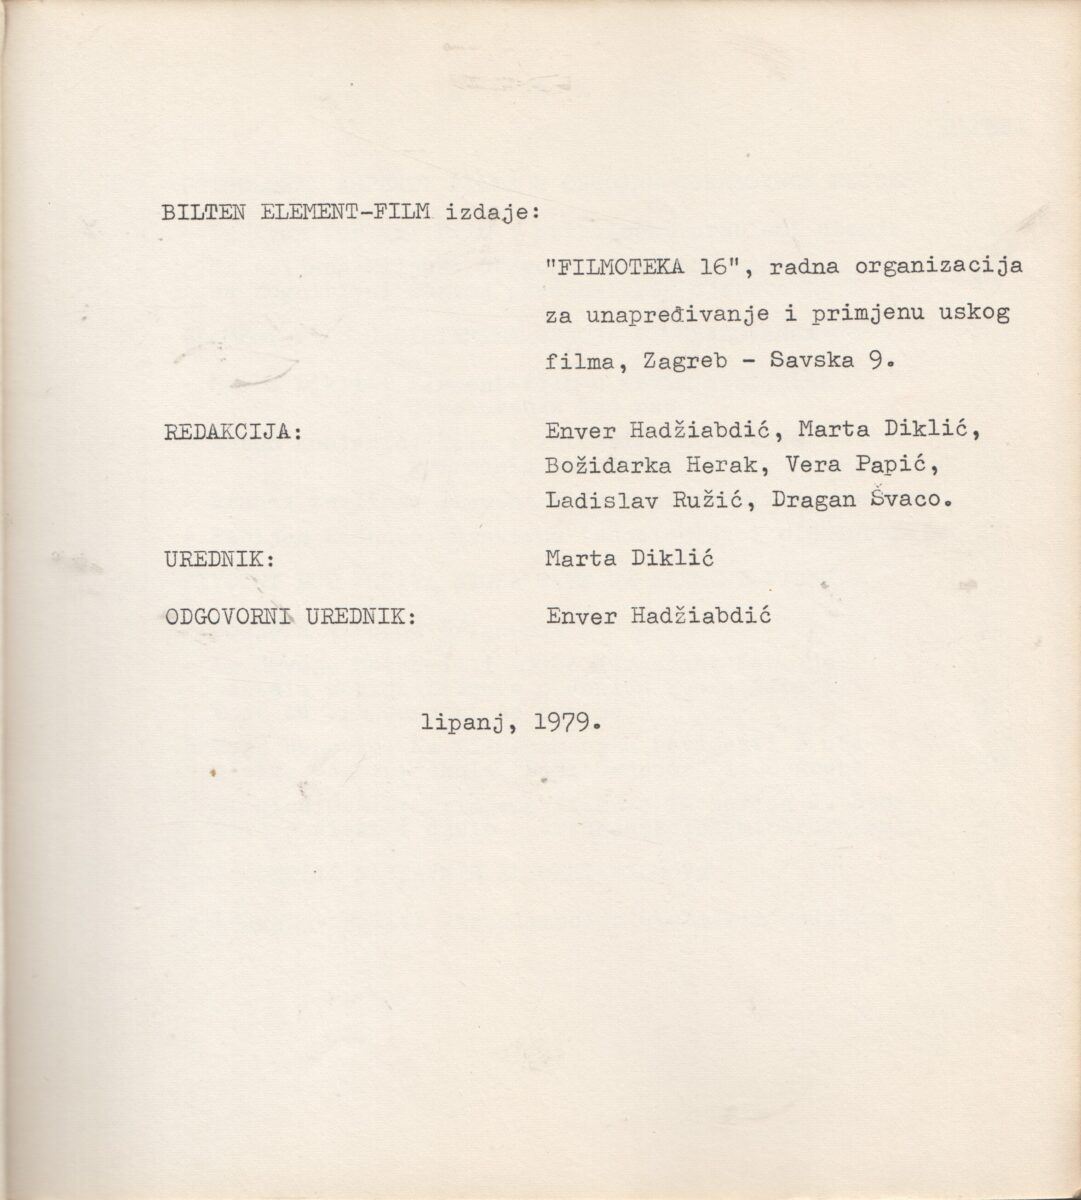 BILTEN ELEMENT-FILM izdaje:
"FILMOTEKA 16", radna organizacija
za unapređivanje i primjenu uskog
filma, Zagreb - Savska 9.
REDAKCIJA: Enver Hadžiabdić, Marta Diklić,
Božidarka Herak, Vera Papić,
Ladislav Ružić, Dragan Švaco.
UREDNIK: Marta Diklić
ODGOVORNI UREDNIK: Enver Hadžiabdić
lipanj, 1979.